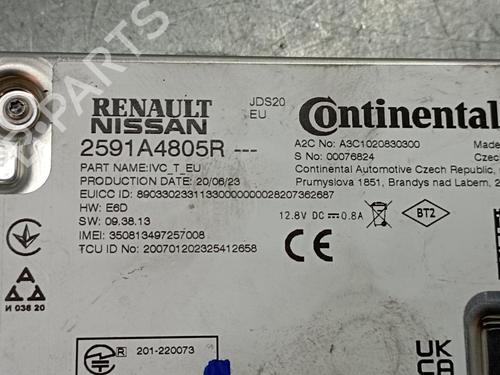 RENAULT
NISSAN
JDS20
EU
Continental
2591A4805R ---
A2C No: A3C1020830300
Made
S No: 00076824
Czec
PART NAME:IVC_T_EU
Continental Automotive Czech Republic,
PRODUCTION DATE: 20/06/23
Prumyslova 1851, Brandys nad Labem, 2
EUICC ID: 89033023311330000000028207362687
HW: E6D
12.8V DC 0.8A
BT2
SW: 09.38.13
IMEI: 350813497257008
TCU ID NO: 200701202325412658
CE
И 038 20
R 201-220073
UK
CA